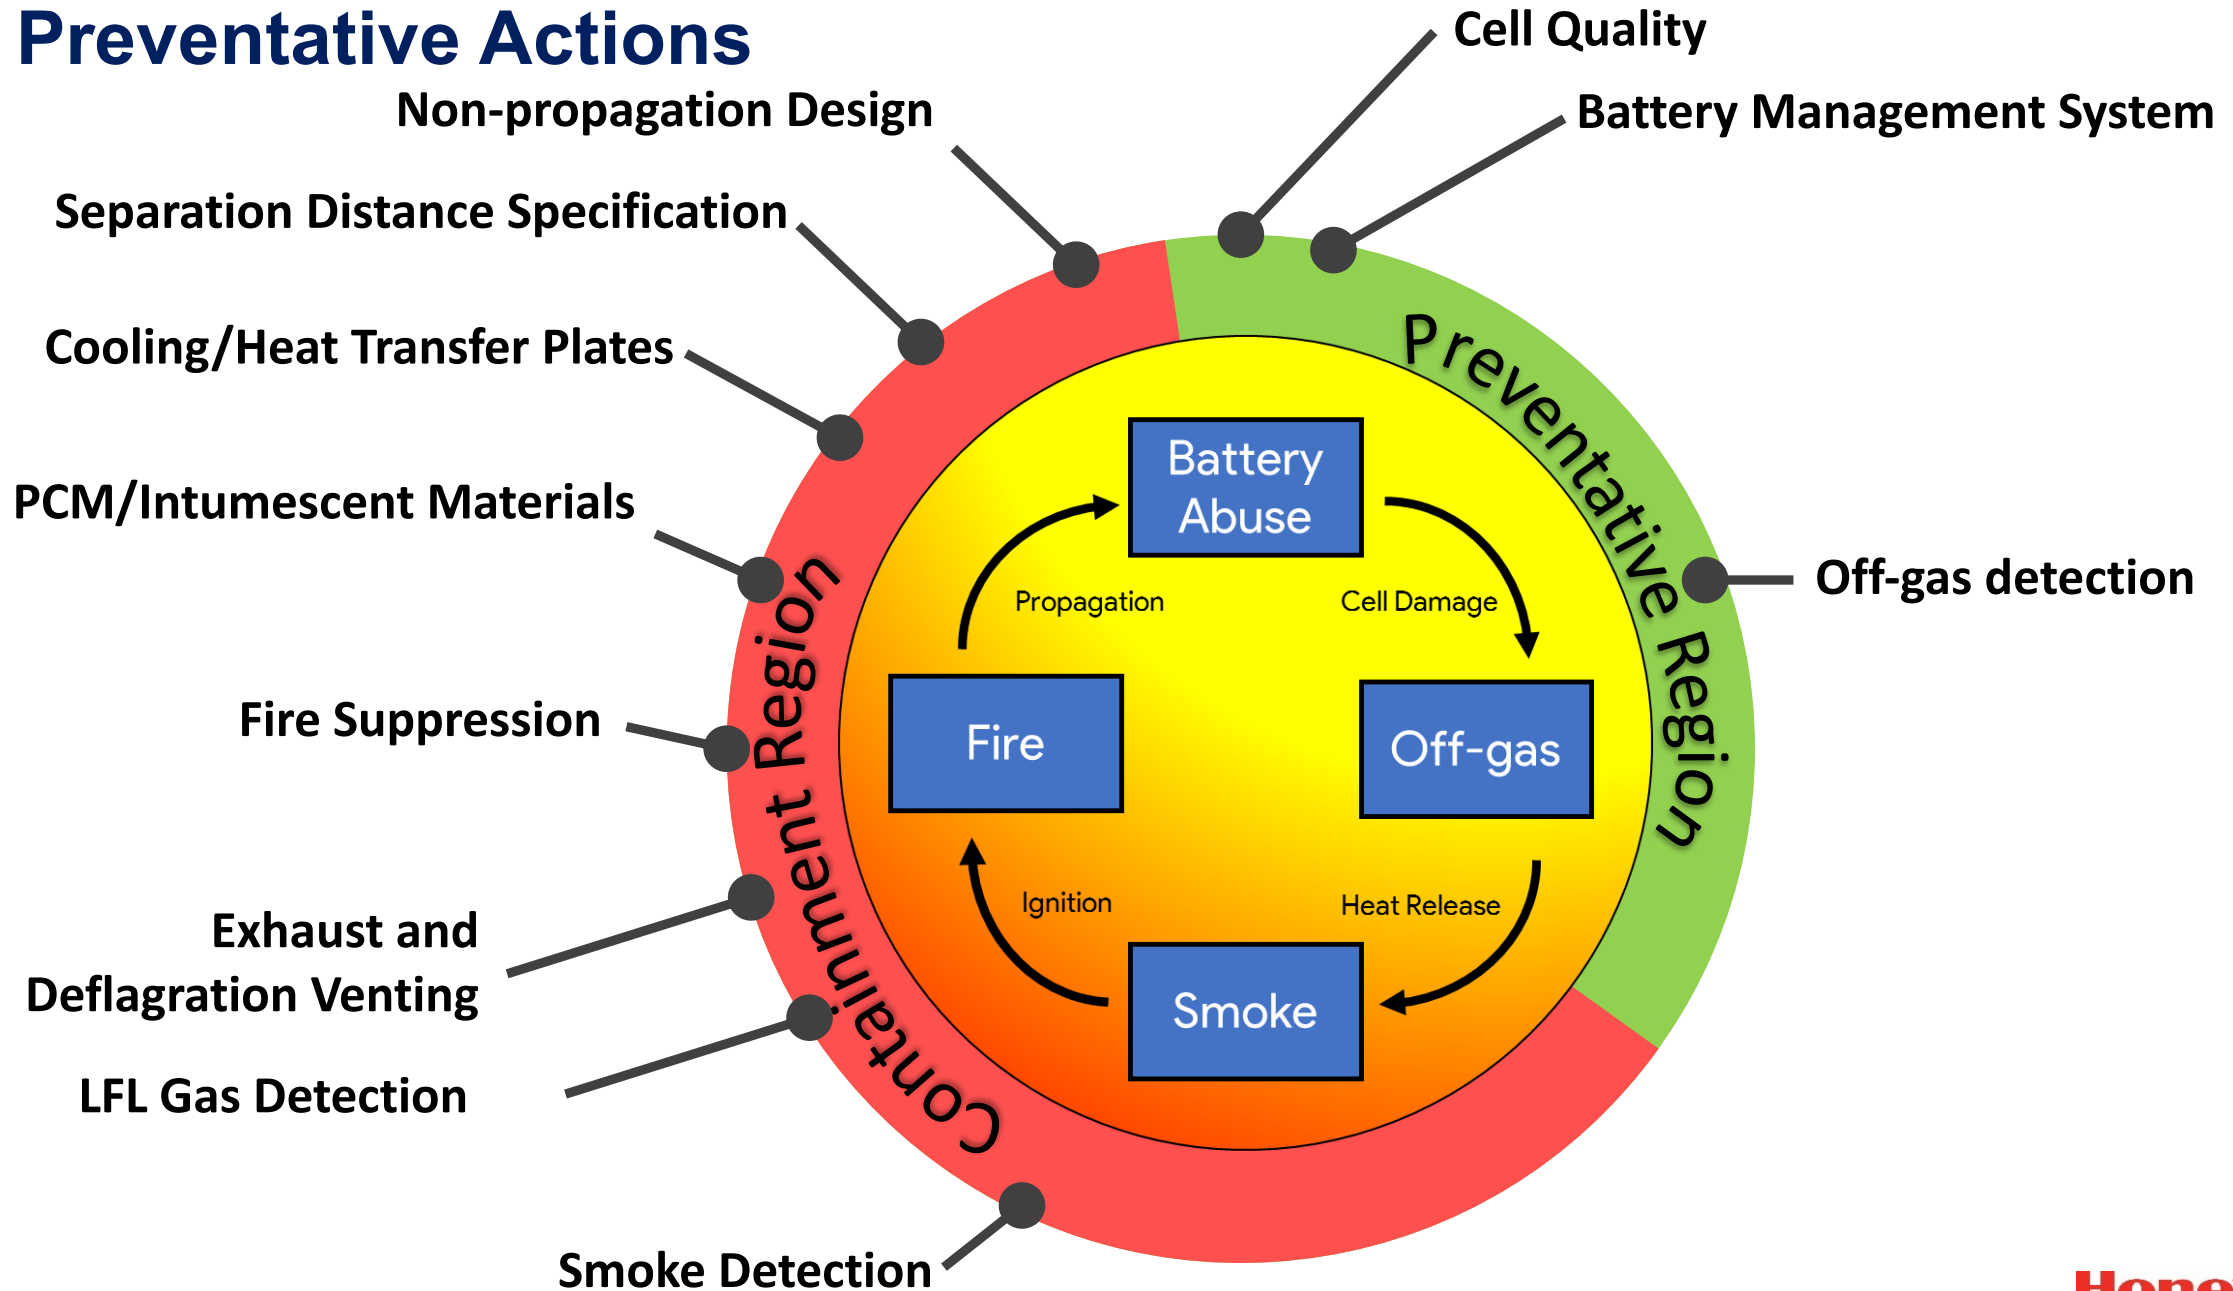 Preventative Actions
Cell Quality
Battery Management System
Non-propagation Design
Separation Distance Specification
Cooling/Heat Transfer Plates
PCM/Intumescent Materials
Fire Suppression
Exhaust and
Deflagration Venting
LFL Gas Detection
Smoke Detection
Off-gas detection
Preventative Region
Containment Region
Battery
Abuse
Cell Damage
Off-gas
Heat Release
Smoke
Ignition
Fire
Propagation